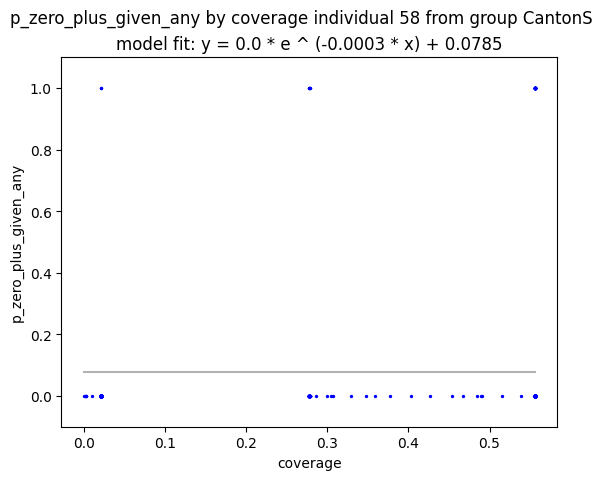 p_zero_plus_given_any by coverage individual 58 from group CantonS
model fit: y = 0.0 * e ^ (-0.0003 * x) + 0.0785
1.0
0.8
0.6
0.4
0.2
0.0
p_zero_plus_given_any
0.0 0.1 0.2 0.3 0.4 0.5
coverage